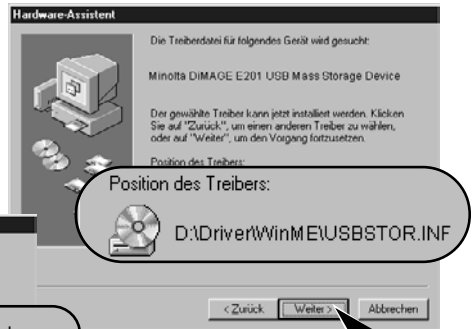 Hardware-Assistent
Die Treiberdatei für folgendes Gerät wird gesucht:
Minolta DiMAGE E201 USB Mass Storage Device
Der gewählte Treiber kann jetzt installiert werden. Klicken
Sie auf "Zurück", um einen anderen Treiber zu wählen,
oder auf "Weiter", um den Vorgang fortzusetzen.
Position des Treibers:
Position des Treibers:
D:\Driver\WinME\USBSTOR.INF
< Zurück
Weiter >
Abbrechen